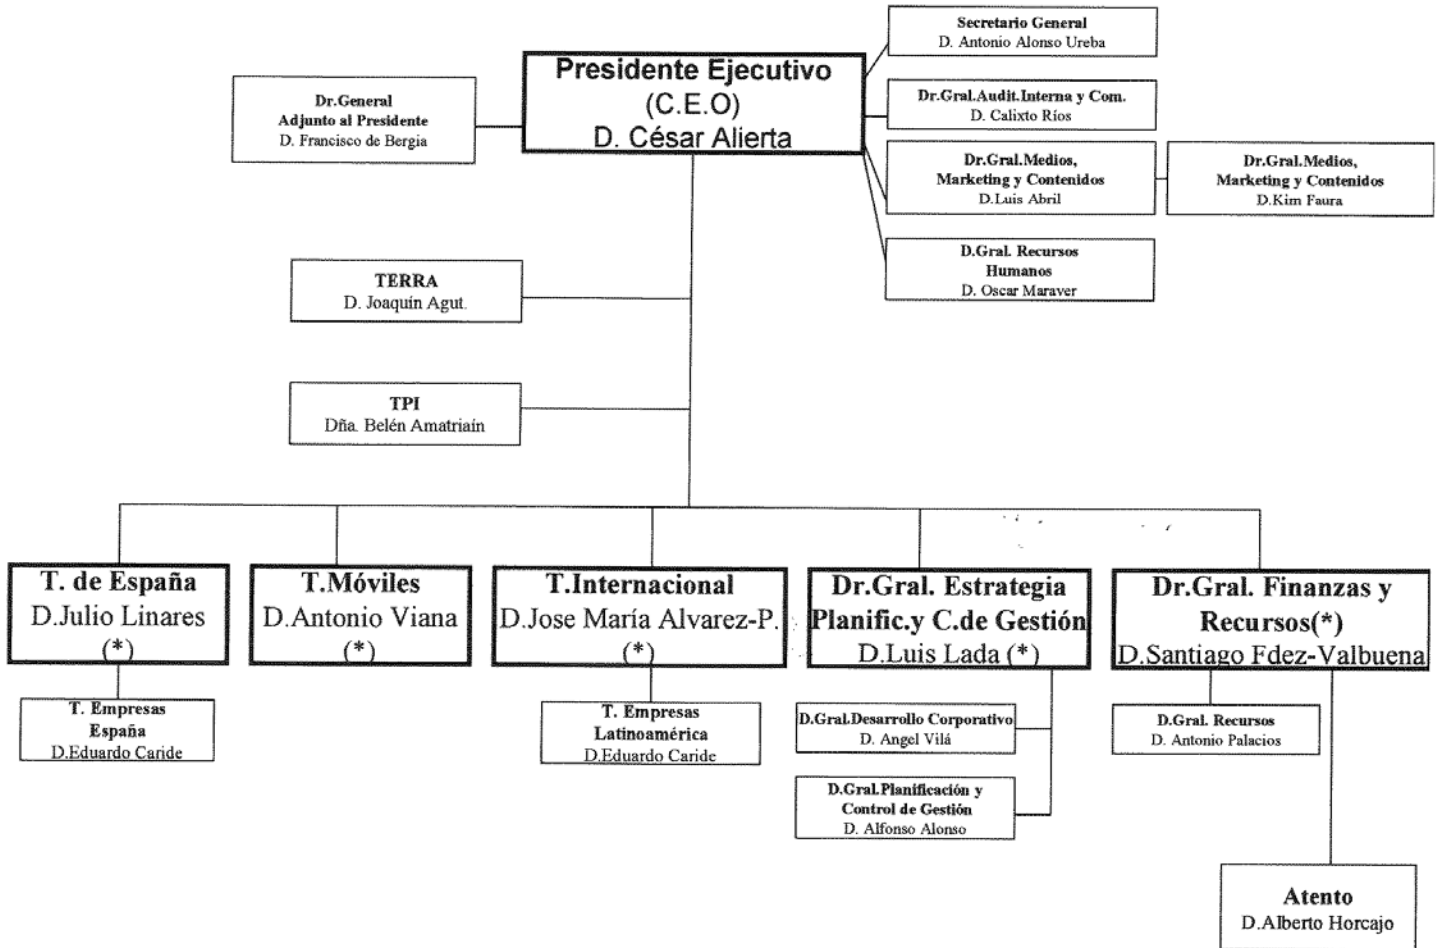 Secretario General
D. Antonio Alonso Ureba
Presidente Ejecutivo
(C.E.O)
D. César Alierta
Dr.General
Adjunto al Presidente
D. Francisco de Bergia
Dr.Gral.Audit.Interna y Com.
D. Calixto Ríos
Dr.Gral.Medios,
Marketing y Contenidos
D.Luis Abril
Dr.Gral.Medios,
Marketing y Contenidos
D.Kim Faura
D.Gral. Recursos
Humanos
D. Oscar Maraver
TERRA
D. Joaquín Agut.
TPI
Dña. Belén Amatriaín
T. de España
D.Julio Linares
(*)
T.Móviles
D.Antonio Viana
(*)
T.Internacional
D.Jose María Alvarez-P.
(*)
Dr.Gral. Estrategia
Planific.y C.de Gestión
D.Luis Lada (*)
Dr.Gral. Finanzas y
Recursos(*)
D.Santiago Fdez-Valbuena
T. Empresas
España
D.Eduardo Caride
T. Empresas
Latinoamérica
D.Eduardo Caride
D.Gral.Desarrollo Corporativo
D. Angel Vilá
D.Gral.Planificación y
Control de Gestión
D. Alfonso Alonso
D.Gral. Recursos
D. Antonio Palacios
Atento
D.Alberto Horcajo